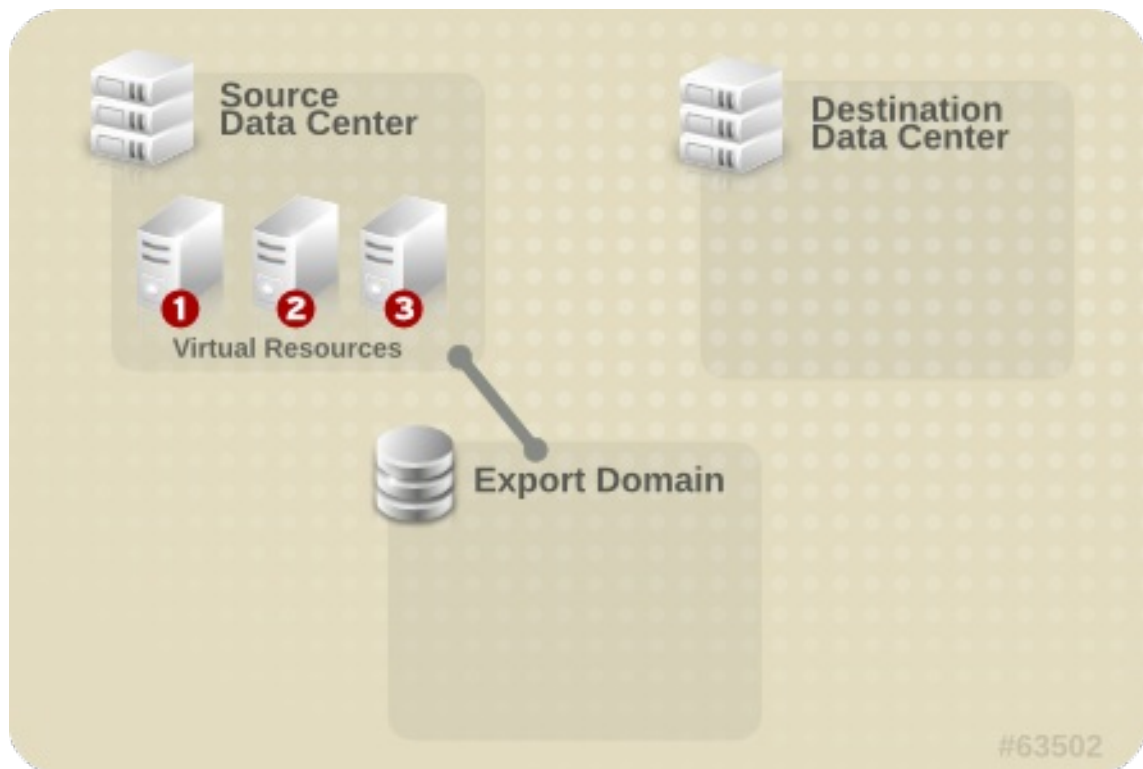 Source
Data Center
Destination
Data Center
1 2 3
Virtual Resources
Export Domain
#63502